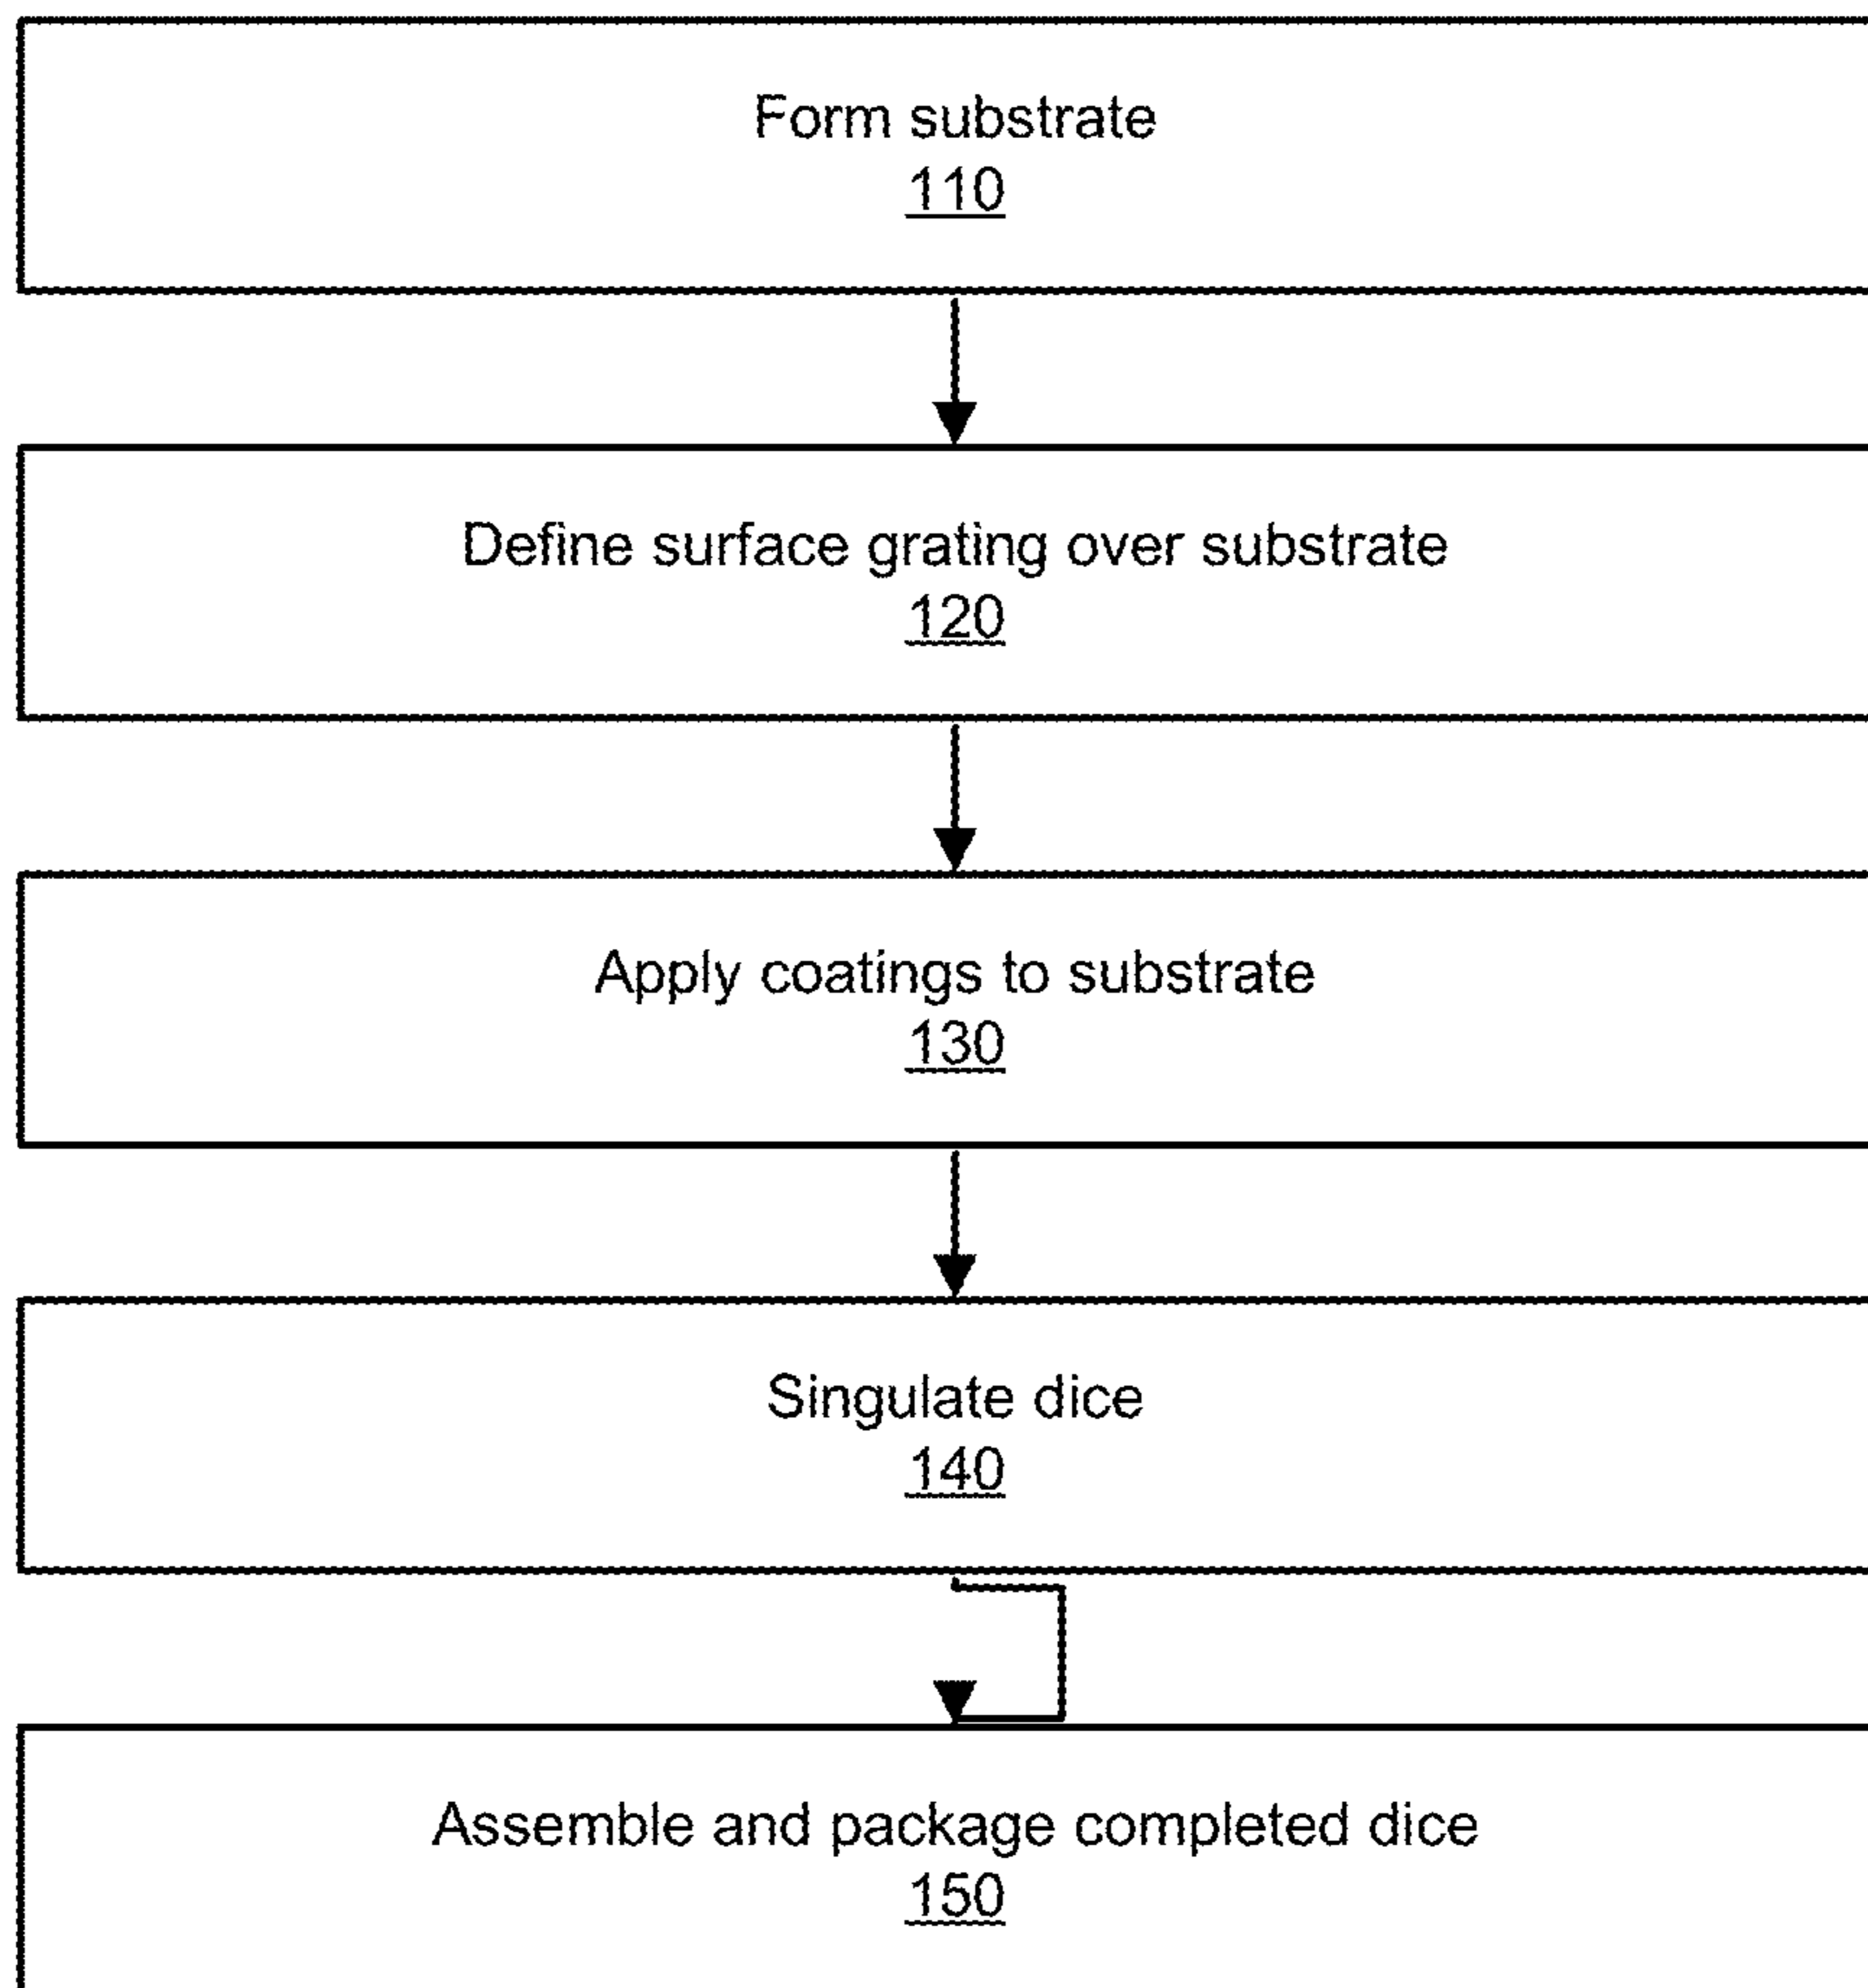 Form substrate
110
Define surface grating over substrate
120
Apply coatings to substrate
130
Singulate dice
140
Assemble and package completed dice
150